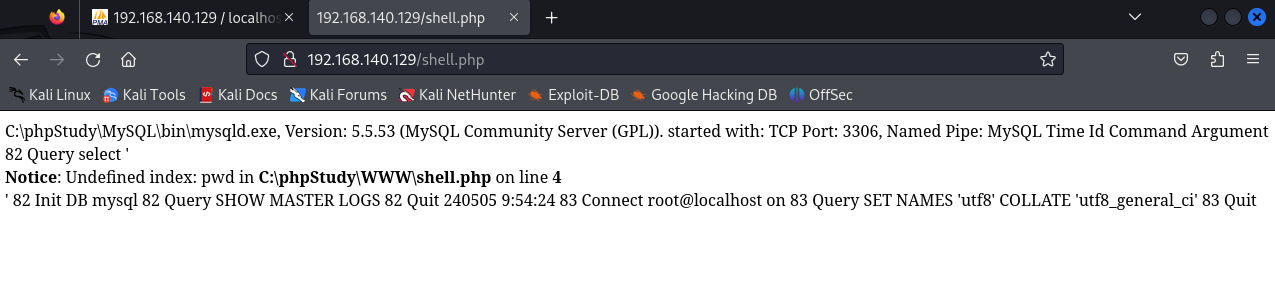 192.168.140.129 / localhos
192.168.140.129/shell.php
192.168.140.129/shell.php
Kali Linux Kali Tools Kali Docs Kali Forums Kali NetHunter Exploit-DB Google Hacking DB OffSec
C:\phpStudy\MySQL\bin\mysqld.exe, Version: 5.5.53 (MySQL Community Server (GPL)). started with: TCP Port: 3306, Named Pipe: MySQL Time Id Command Argument
82 Query select '
Notice: Undefined index: pwd in C:\phpStudy\WWW\shell.php on line 4
' 82 Init DB mysql 82 Query SHOW MASTER LOGS 82 Quit 240505 9:54:24 83 Connect root@localhost on 83 Query SET NAMES 'utf8' COLLATE 'utf8_general_ci' 83 Quit